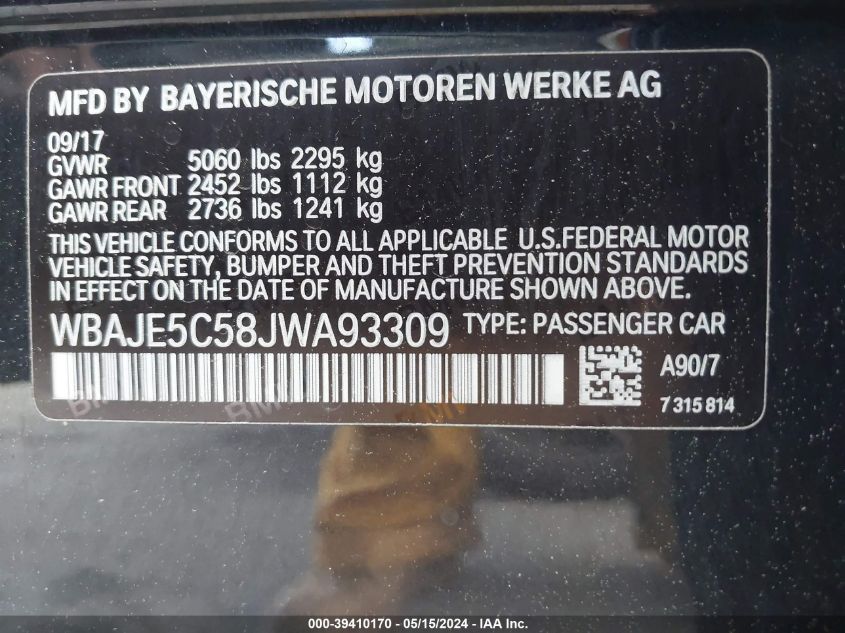 MFD BY BAYERISCHE MOTOREN WERKE AG
09/17
GVWR 5060 lbs 2295 kg
GAWR FRONT 2452 lbs 1112 kg
GAWR REAR 2736 lbs 1241 kg
THIS VEHICLE CONFORMS TO ALL APPLICABLE U.S.FEDERAL MOTOR
VEHICLE SAFETY, BUMPER AND THEFT PREVENTION STANDARDS
IN EFFECT ON THE DATE OF MANUFACTURE SHOWN ABOVE.
WBAJE5C58JWA93309 TYPE: PASSENGER CAR
A90/7
7 315 814
000-39410170 - 05/15/2024 - IAA Inc.